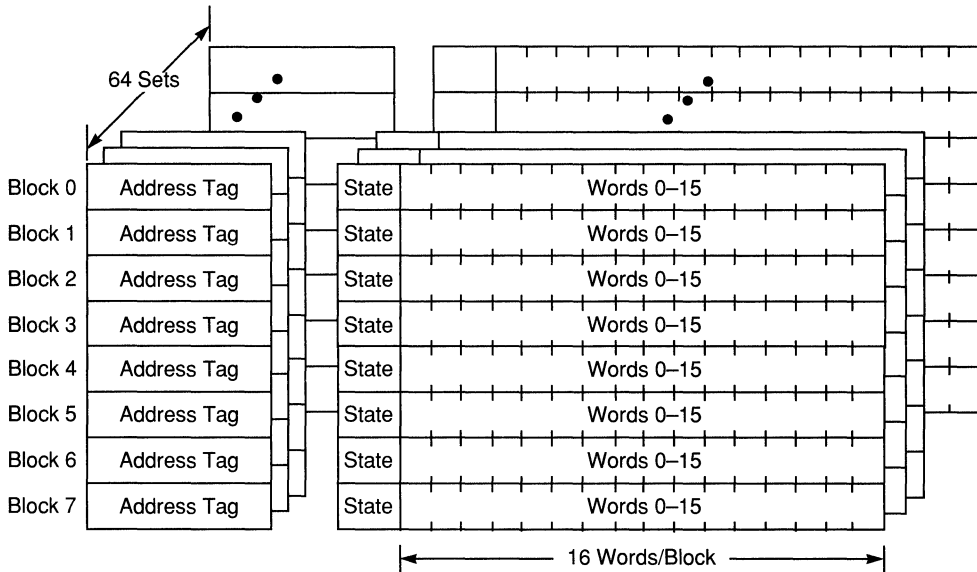 64 Sets
Block 0 Address Tag State Words 0–15
Block 1 Address Tag State Words 0–15
Block 2 Address Tag State Words 0–15
Block 3 Address Tag State Words 0–15
Block 4 Address Tag State Words 0–15
Block 5 Address Tag State Words 0–15
Block 6 Address Tag State Words 0–15
Block 7 Address Tag State Words 0–15
16 Words/Block